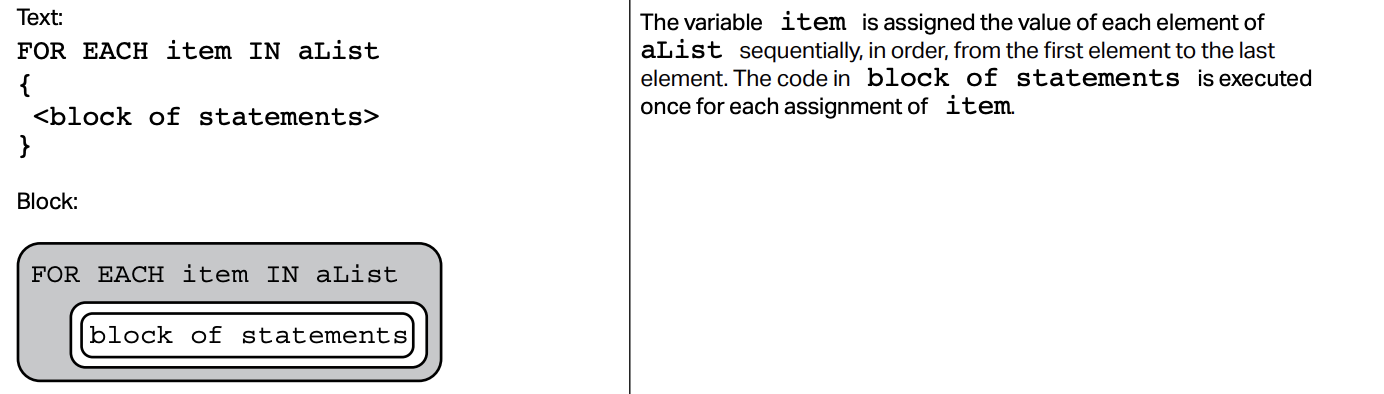 Text:
FOR EACH item IN aList
{
<block of statements>
}
Block:
FOR EACH item IN aList
block of statements
The variable item is assigned the value of each element of
aList sequentially, in order, from the first element to the last
element. The code in block of statements is executed
once for each assignment of item.